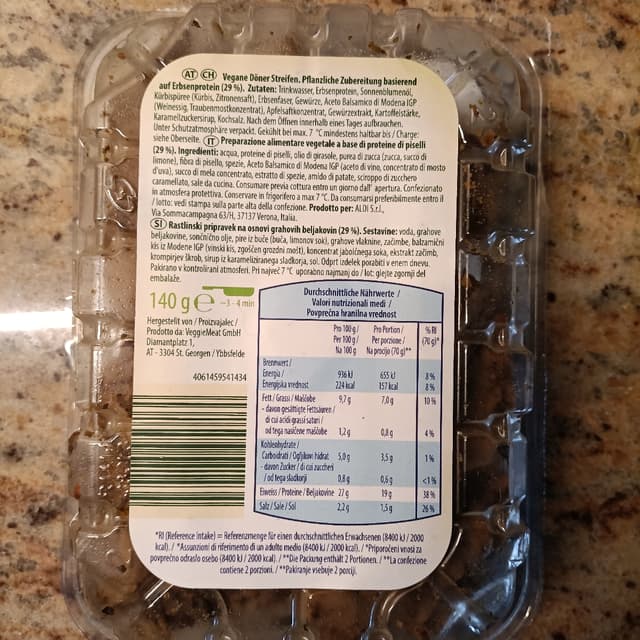 AT CH Vegane Döner Streifen. Pflanzliche Zubereitung basierend
auf Erbsenprotein (29 %). Zutaten: Trinkwasser, Erbsenprotein, Sonnenblumenöl,
Kürbispüree (Kürbis, Zitronensaft), Erbsenfaser, Gewürze, Aceto Balsamico di Modena IGP
(Weinessig, Traubenmostkonzentrat), Apfelsaftkonzentrat, Gewürzextrakt, Kartoffelstärke,
Karamellzuckersirup, Kochsalz. Nach dem Öffnen innerhalb eines Tages aufbrauchen.
Unter Schutzatmosphäre verpackt. Gekühlt bei max. 7 °C mindestens haltbar bis / Charge:
siehe Oberseite. IT Preparazione alimentare vegetale a base di proteine di piselli
(29 %). Ingredienti: acqua, proteine di piselli, olio di girasole, purea di zucca (zucca, succo di
limone), fibra di pisello, spezie, Aceto Balsamico di Modena IGP (aceto di vino, concentrato di mosto
d'uva), succo di mela concentrato, estratto di spezie, amido di patate, sciroppo di zucchero
caramellato, sale da cucina. Consumare previa cottura entro un giorno dall' apertura. Confezionato
in atmosfera protettiva. Conservare in frigorifero a max 7 °C. Da consumarsi preferibilmente entro il
/ lotto: vedi stampa sulla parte alta della confezione. Prodotto per: ALDI S.r.l.,
Via Sommacampagna 63/H, 37137 Verona, Italia.
SI Rastlinski pripravek na osnovi grahovih beljakovin (29 %). Sestavine: voda, grahove
beljakovine, sončnično olje, pire iz buče (buča, limonov sok), grahove vlaknine, začimbe, balzamični
kis iz Modene IGP (vinski kis, zgoščen grozdni mošt), koncentrat jabolčnega soka, ekstrakt začimb,
krompirjev škrob, sirup iz karameliziranega sladkorja, sol. Odprt izdelek porabiti v enem dnevu.
Pakirano v kontrolirani atmosferi. Pri največ 7 °C uporabno najmanj do / lot: glejte zgornji del
embalaže.
140 g e ~3 - 4 min
Hergestellt von / Proizvajalec /
Prodotto da: VeggieMeat GmbH
Diamantplatz 1,
AT - 3304 St. Georgen / Ybbsfelde
4061459541434
Durchschnittliche Nährwerte /
Valori nutrizionali medi /
Povprečna hranilna vrednost
Pro 100 g / Pro Portion / % RI
Per 100 g / Per porzione / (70 g)*
Na 100 g Na procijo (70 g)**
Brennwert /
Energia / 936 kJ 655 kJ 8 %
Energijska vrednost 224 kcal 157 kcal 8 %
Fett / Grassi / Maščobe 9,7 g 7,0 g 10 %
- davon gesättigte Fettsäuren /
di cui acidi grassi saturi /
od tega nasičene maščobe 1,2 g 0,8 g 4 %
Kohlenhydrate /
Carboidrati / Ogljikovi hidrati 5,0 g 3,5 g 1 %
- davon Zucker / di cui zuccheri
/ od tega sladkorji 0,8 g 0,6 g <1 %
Eiweiss / Proteine / Beljakovine 27 g 19 g 38 %
Salz / Sale / Sol 2,2 g 1,5 g 26 %
*RI (Reference Intake) = Referenzmenge für einen durchschnittlichen Erwachsenen (8400 kJ / 2000
kcal). / *Assunzioni di riferimento di un adulto medio (8400 kJ / 2000 kcal). / *Priporočeni vnosi za
povprečno odraslo osebo (8400 kJ / 2000 kcal). / **Die Packung enthält 2 Portionen. / **La confezione
contiene 2 porzioni. / **Pakiranje vsebuje 2 porciji.